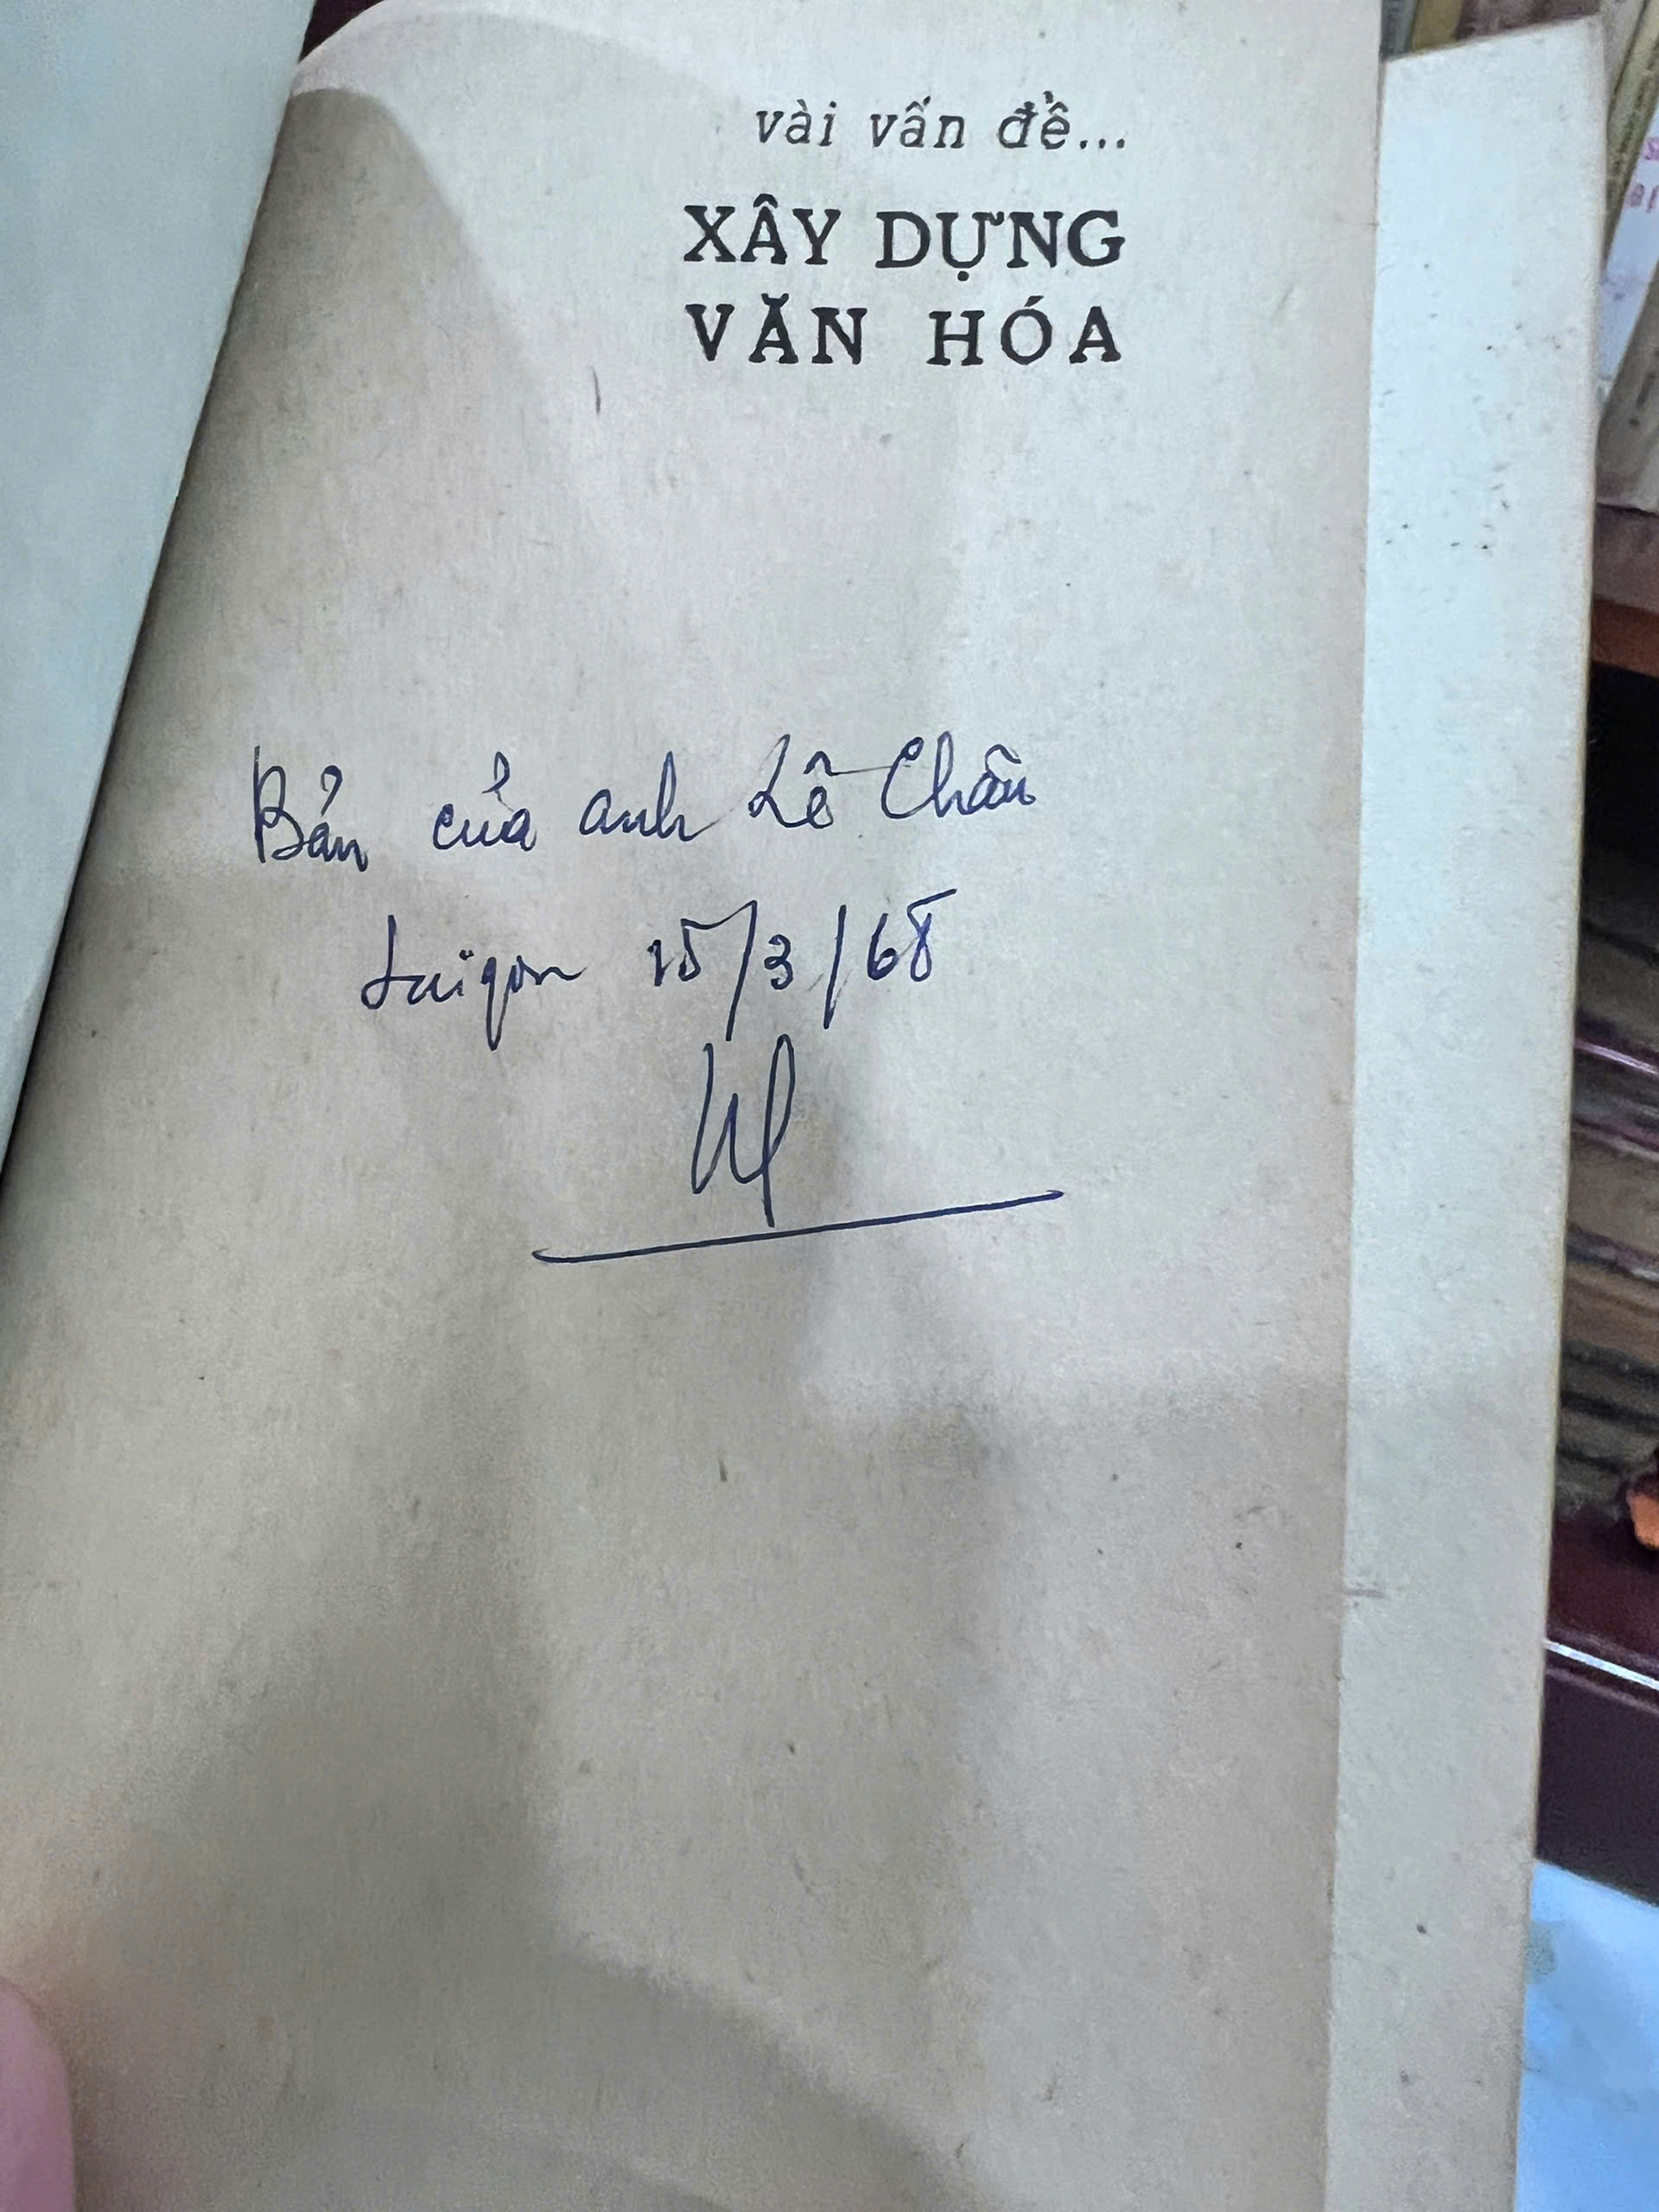 vài vấn đề...
XÂY DỰNG
VĂN HÓA
Bản của anh Lê Châu
Saigon 15/3/68